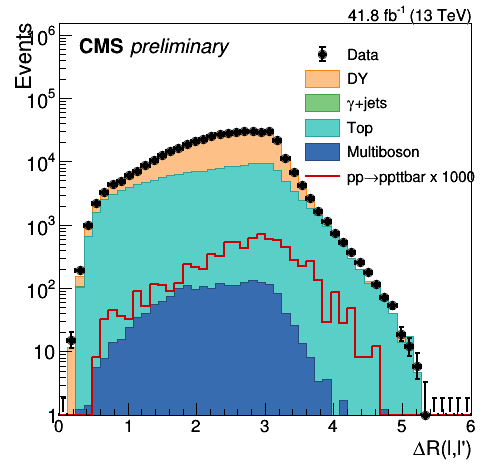 41.8 fb⁻¹ (13 TeV)
Events
CMS preliminary
Data
DY
γ+jets
Top
Multiboson
pp→ppttbar x 1000
10⁶
10⁵
10⁴
10³
10²
10
1
0 1 2 3 4 5 6
ΔR(l,l')